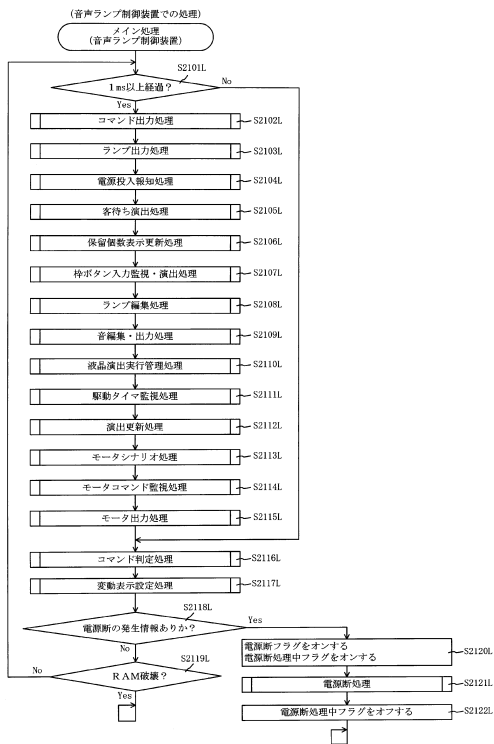 (音声ランプ制御装置での処理)
メイン処理
(音声ランプ制御装置)
S2101L
1ms以上経過?
No
Yes
コマンド出力処理
S2102L
ランプ出力処理
S2103L
電源投入報知処理
S2104L
客待ち演出処理
S2105L
保留個数表示更新処理
S2106L
枠ボタン入力監視・演出処理
S2107L
ランプ編集処理
S2108L
音編集・出力処理
S2109L
液晶演出実行管理処理
S2110L
駆動タイマ監視処理
S2111L
演出更新処理
S2112L
モータシナリオ処理
S2113L
モータコマンド監視処理
S2114L
モータ出力処理
S2115L
コマンド判定処理
S2116L
変動表示設定処理
S2117L
S2118L
電源断の発生情報ありか?
Yes
No
S2119L
No
RAM破壊?
Yes
電源断フラグをオンする
電源断処理中フラグをオンする
S2120L
電源断処理
S2121L
電源断処理中フラグをオフする
S2122L